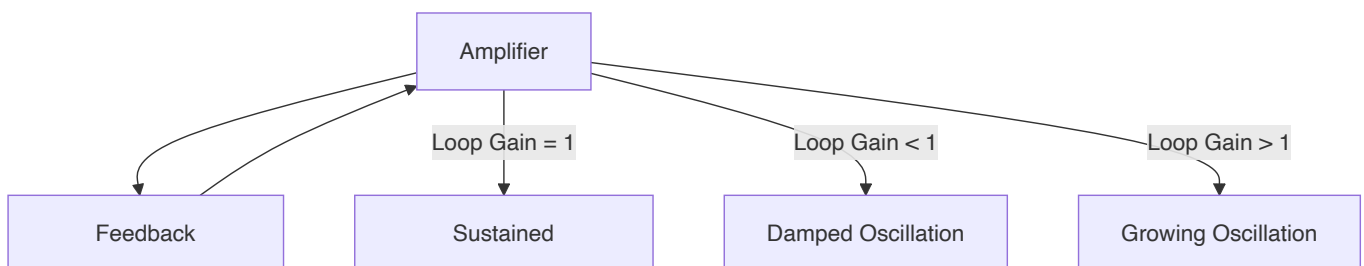 Amplifier
Loop Gain = 1
Loop Gain < 1
Loop Gain > 1
Feedback
Sustained
Damped Oscillation
Growing Oscillation